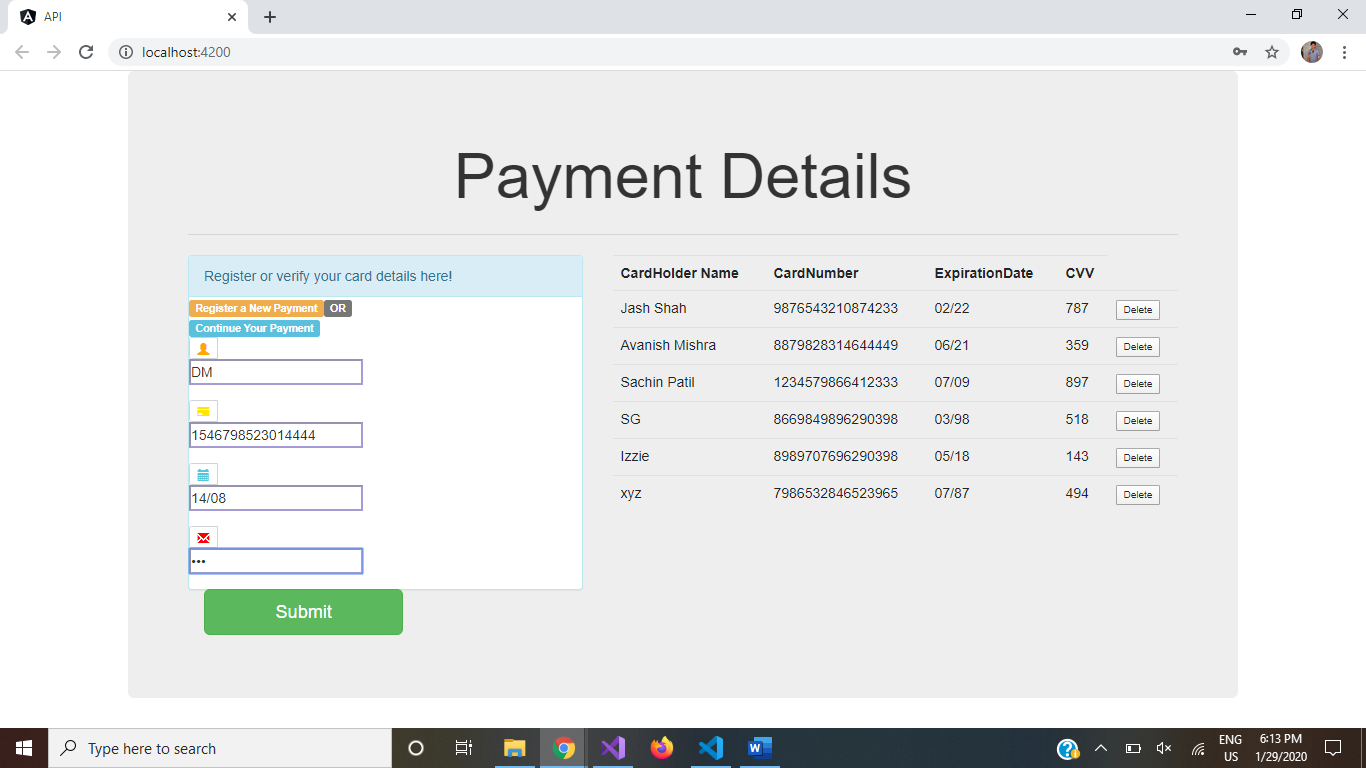 API
localhost:4200
Payment Details
Register or verify your card details here!
Register a New Payment OR
Continue Your Payment
DM
1546798523014444
14/08
•••
Submit
CardHolder Name CardNumber ExpirationDate CVV
Jash Shah 9876543210874233 02/22 787 Delete
Avanish Mishra 8879828314644449 06/21 359 Delete
Sachin Patil 1234579866412333 07/09 897 Delete
SG 8669849896290398 03/98 518 Delete
Izzie 8989707696290398 05/18 143 Delete
xyz 7986532846523965 07/87 494 Delete
Type here to search
ENG
US
6:13 PM
1/29/2020